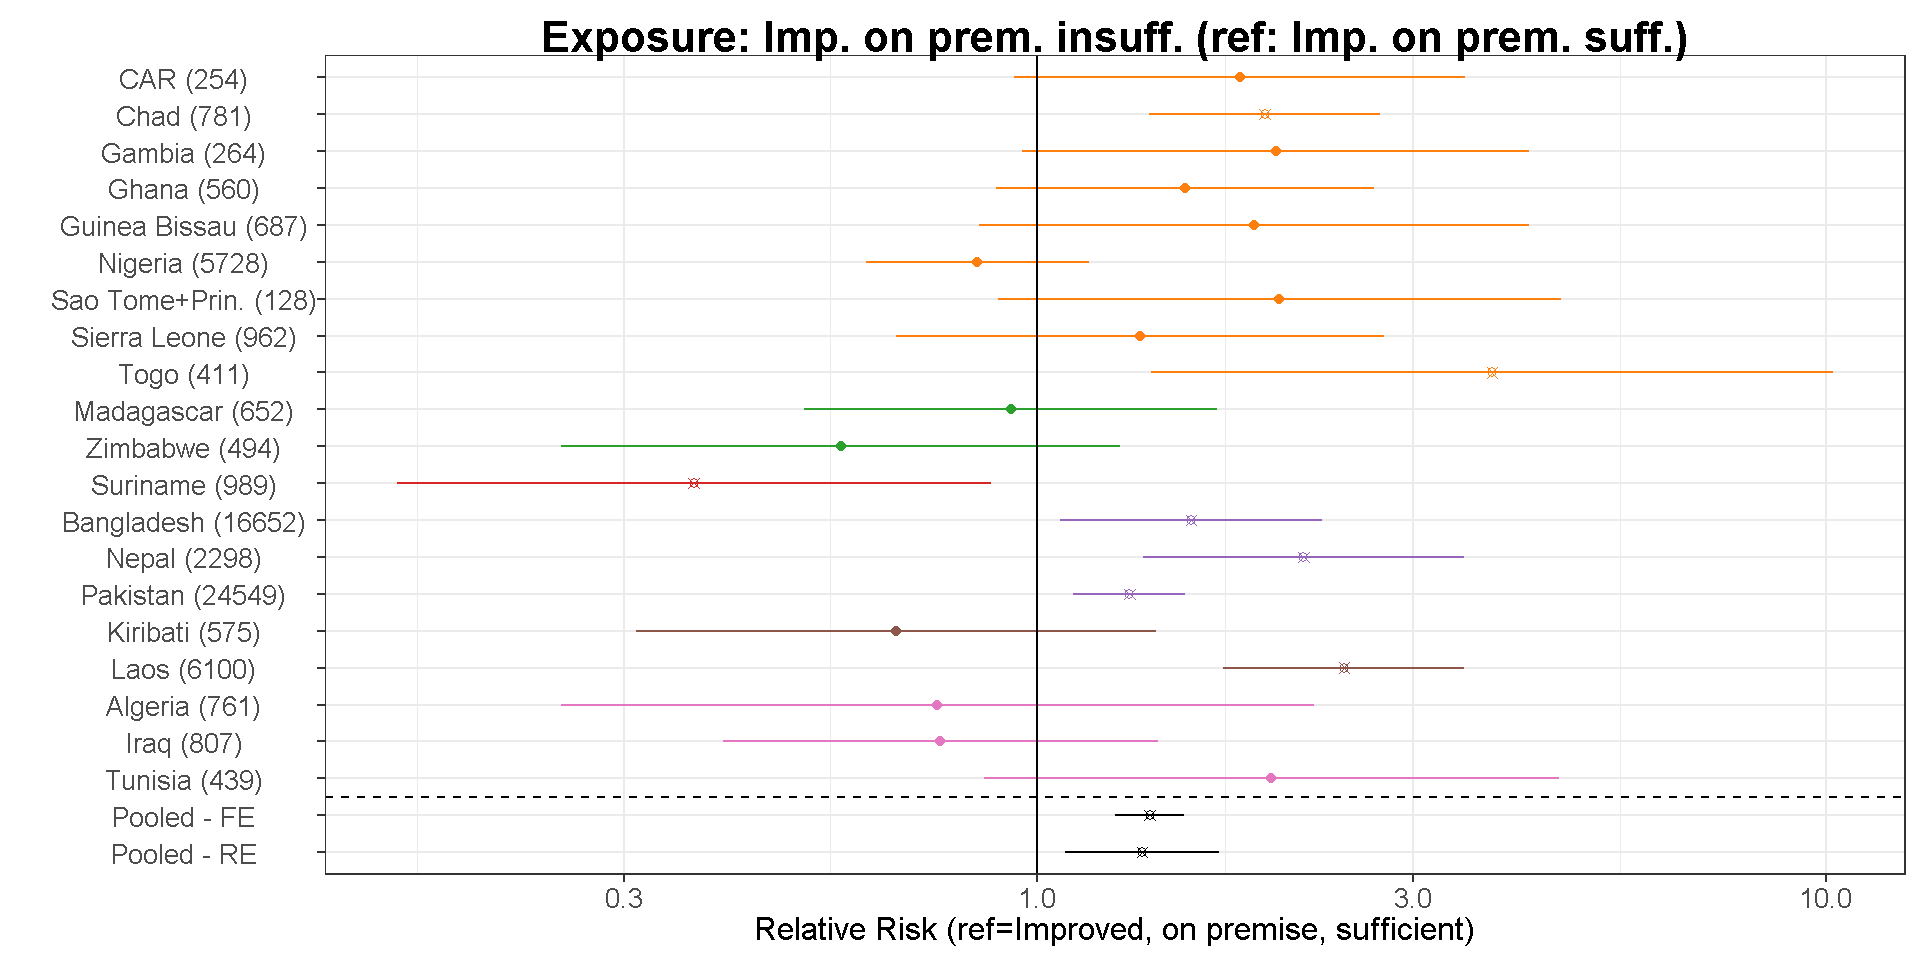 Exposure: Imp. on prem. insuff. (ref: Imp. on prem. suff.)
CAR (254)
Chad (781)
Gambia (264)
Ghana (560)
Guinea Bissau (687)
Nigeria (5728)
Sao Tome+Prin. (128)
Sierra Leone (962)
Togo (411)
Madagascar (652)
Zimbabwe (494)
Suriname (989)
Bangladesh (16652)
Nepal (2298)
Pakistan (24549)
Kiribati (575)
Laos (6100)
Algeria (761)
Iraq (807)
Tunisia (439)
Pooled - FE
Pooled - RE
0.3 1.0 3.0 10.0
Relative Risk (ref=Improved, on premise, sufficient)